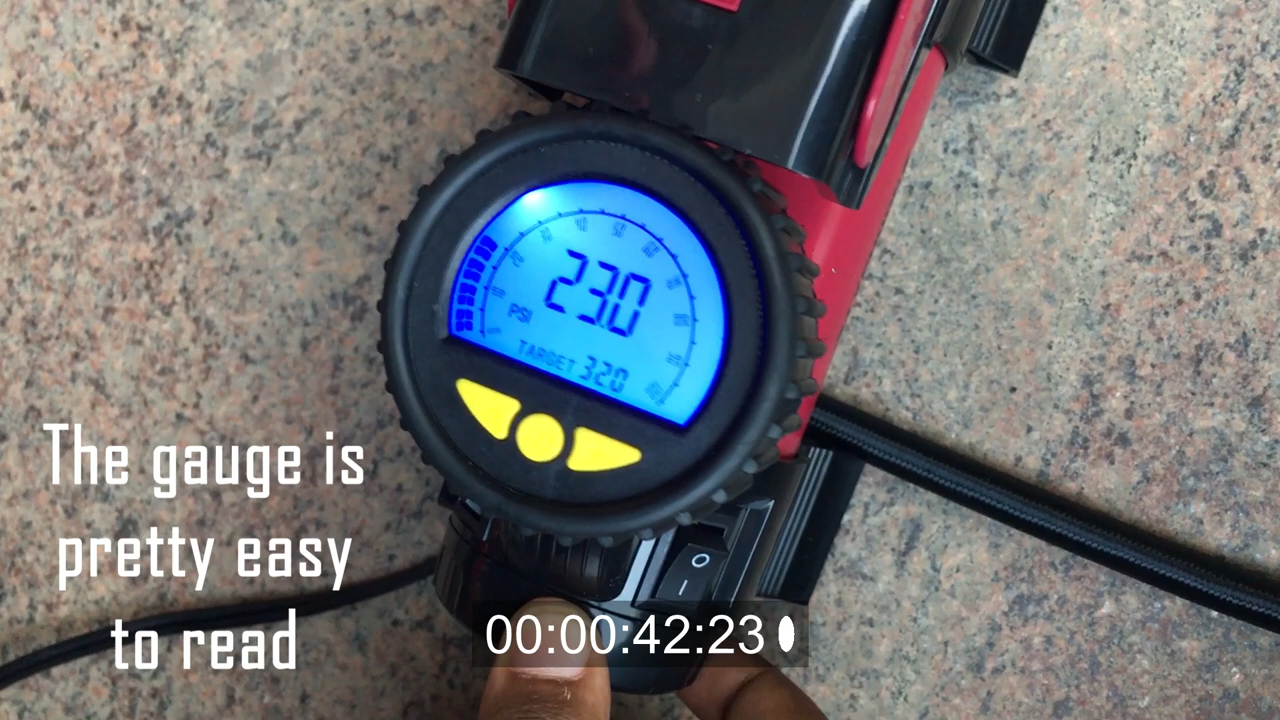 23.0
PSI
TARGET 32.0
The gauge is
pretty easy
to read
00:00:42:23